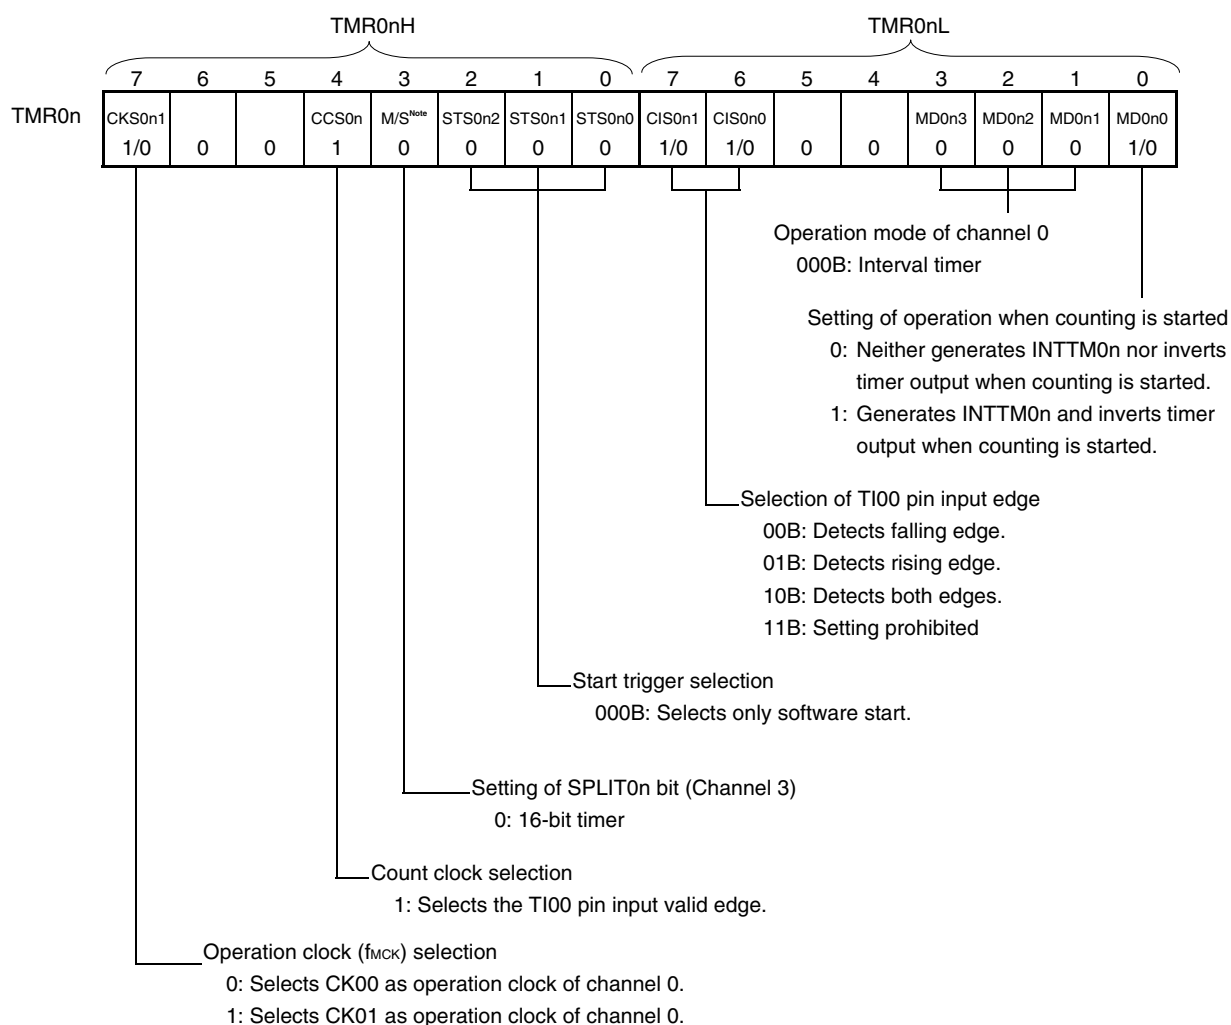 TMR0nH TMR0nL
7 6 5 4 3 2 1 0 7 6 5 4 3 2 1 0
TMR0n CKS0n1 CCS0n M/S Note STS0n2 STS0n1 STS0n0 CIS0n1 CIS0n0 MD0n3 MD0n2 MD0n1 MD0n0
1/0 0 0 1 0 0 0 0 1/0 1/0 0 0 0 0 0 1/0
Operation mode of channel 0
000B: Interval timer
Setting of operation when counting is started
0: Neither generates INTTM0n nor inverts
timer output when counting is started.
1: Generates INTTM0n and inverts timer
output when counting is started.
Selection of TI00 pin input edge
00B: Detects falling edge.
01B: Detects rising edge.
10B: Detects both edges.
11B: Setting prohibited
Start trigger selection
000B: Selects only software start.
Setting of SPLIT0n bit (Channel 3)
0: 16-bit timer
Count clock selection
1: Selects the TI00 pin input valid edge.
Operation clock (fMCK) selection
0: Selects CK00 as operation clock of channel 0.
1: Selects CK01 as operation clock of channel 0.